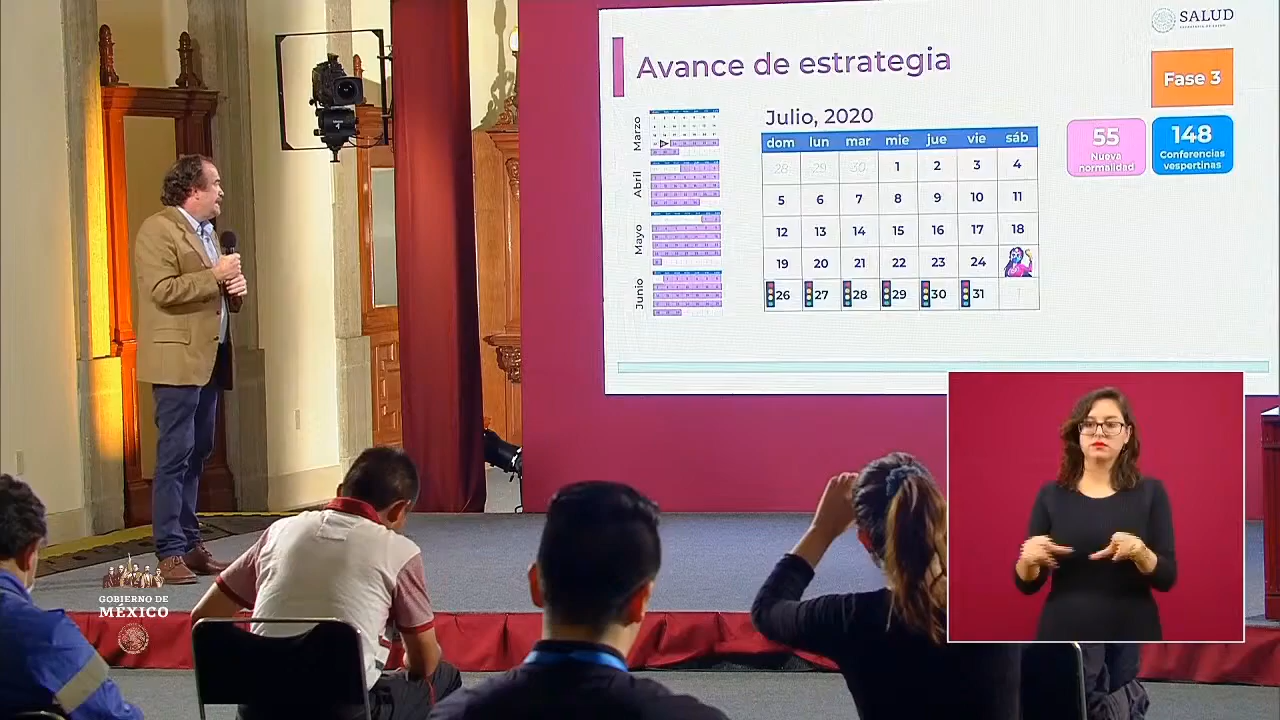 SALUD
Avance de estrategia
Fase 3
55
Nueva
normalidad
148
Conferencias
vespertinas
Marzo
Abril
Mayo
Junio
Julio, 2020
dom lun mar mie jue vie sáb
28 29 30 1 2 3 4
5 6 7 8 9 10 11
12 13 14 15 16 17 18
19 20 21 22 23 24
26 27 28 29 30 31
GOBIERNO DE
MÉXICO